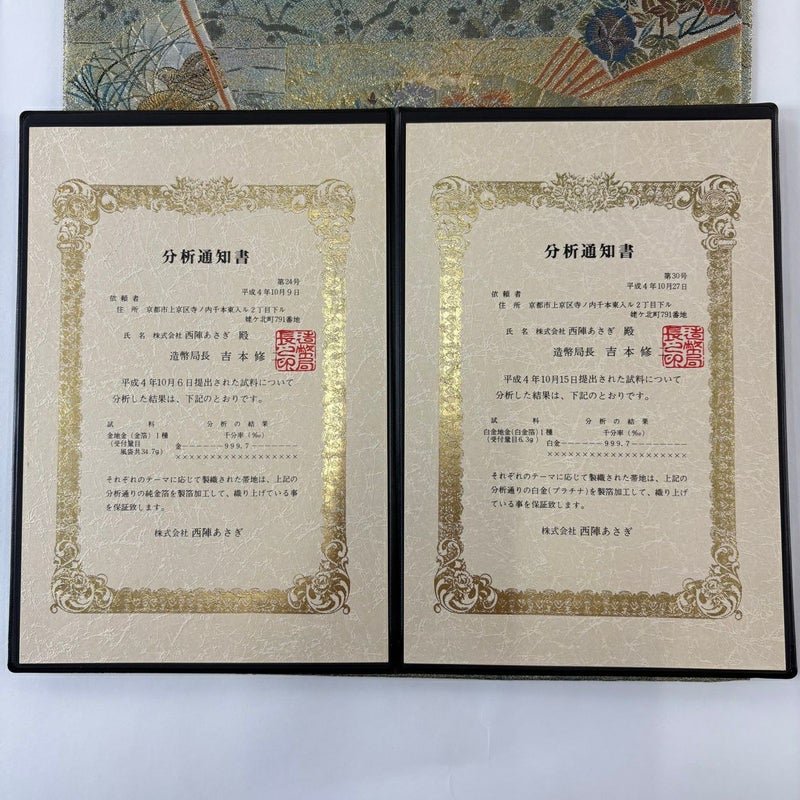 分析通知書
第24号
平成4年10月9日
依頼者
住所 京都市上京区寺ノ内千本東入ル2丁目下ル
姥ケ北町791番地
氏名 株式会社 西陣あさぎ 殿
造幣局長 吉本修一
造幣局長之印
平成4年10月6日提出された試料について
分析した結果は、下記のとおりです。
試料 分析の結果
金地金(金箔)1種 千分率(‰)
(受付量目 金――――――999.7――――
風袋共34.7g) ×××××××××××××××××××
それぞれのテーマに応じて製織された帯地は、上記の
分析通りの純金箔を製箔加工して、織り上げている事
を保証致します。
株式会社 西陣あさぎ
分析通知書
第30号
平成4年10月27日
依頼者
住所 京都市上京区寺ノ内千本東入ル2丁目下ル
姥ケ北町791番地
氏名 株式会社 西陣あさぎ 殿
造幣局長 吉本修一
造幣局長之印
平成4年10月15日提出された試料について
分析した結果は、下記のとおりです。
試料 分析の結果
白金地金(白金箔)1種 千分率(‰)
(受付量目6.3g) 白金――――――999.7――――
×××××××××××××××××××
それぞれのテーマに応じて製織された帯地は、上記の
分析通りの白金(プラチナ)を製箔加工して、織り上げ
ている事を保証致します。
株式会社 西陣あさぎ